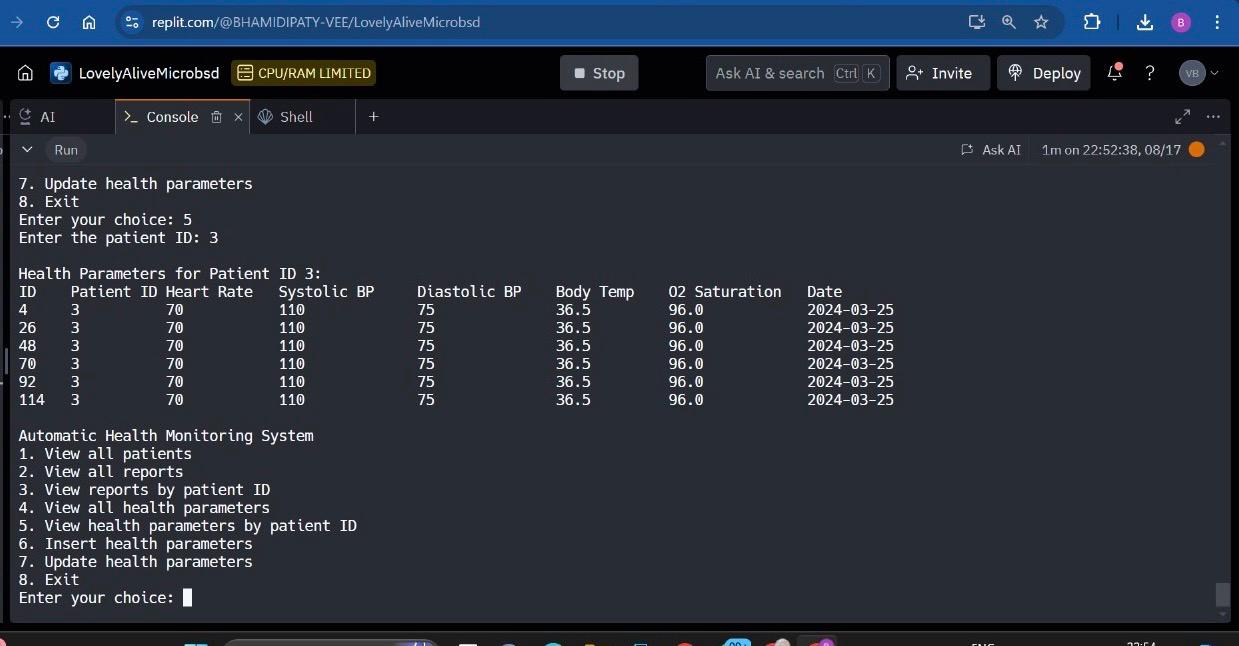 replit.com/@BHAMIDIPATY-VEE/LovelyAliveMicrobsd B
LovelyAliveMicrobsd CPU/RAM LIMITED Stop Ask AI & search Ctrl K Invite Deploy ? VB
AI Console Shell
Run Ask AI 1m on 22:52:38, 08/17
7. Update health parameters
8. Exit
Enter your choice: 5
Enter the patient ID: 3
Health Parameters for Patient ID 3:
ID Patient ID Heart Rate Systolic BP Diastolic BP Body Temp O2 Saturation Date
4 3 70 110 75 36.5 96.0 2024-03-25
26 3 70 110 75 36.5 96.0 2024-03-25
48 3 70 110 75 36.5 96.0 2024-03-25
70 3 70 110 75 36.5 96.0 2024-03-25
92 3 70 110 75 36.5 96.0 2024-03-25
114 3 70 110 75 36.5 96.0 2024-03-25
Automatic Health Monitoring System
1. View all patients
2. View all reports
3. View reports by patient ID
4. View all health parameters
5. View health parameters by patient ID
6. Insert health parameters
7. Update health parameters
8. Exit
Enter your choice: